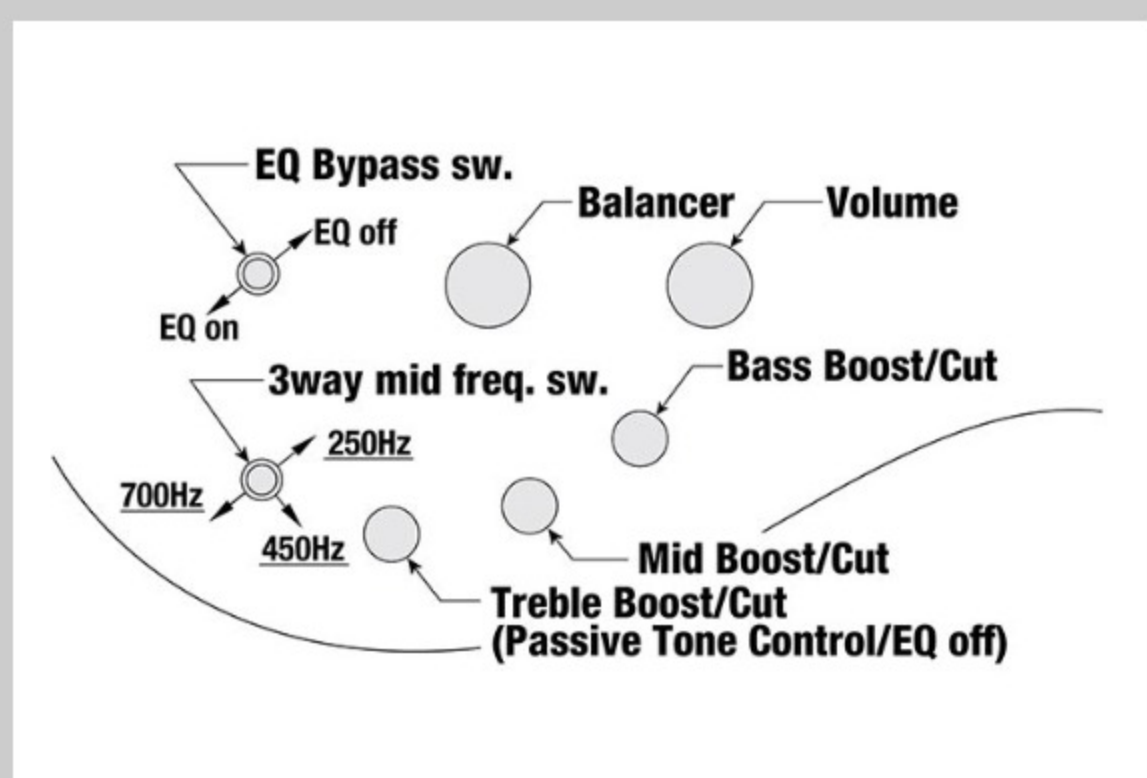 EQ Bypass sw.
EQ off
EQ on
Balancer
Volume
Bass Boost/Cut
3way mid freq. sw.
250Hz
700Hz
450Hz
Mid Boost/Cut
Treble Boost/Cut
(Passive Tone Control/EQ off)